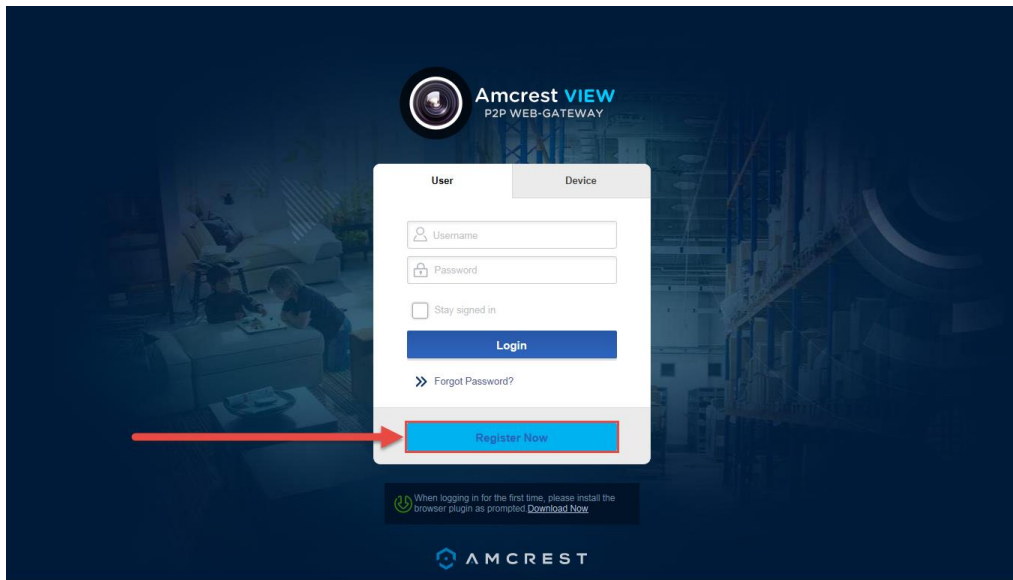 Amcrest VIEW
P2P WEB-GATEWAY
User
Device
Username
Password
Stay signed in
Login
Forgot Password?
Register Now
When logging in for the first time, please install the
browser plugin as prompted.Download Now
AMCREST